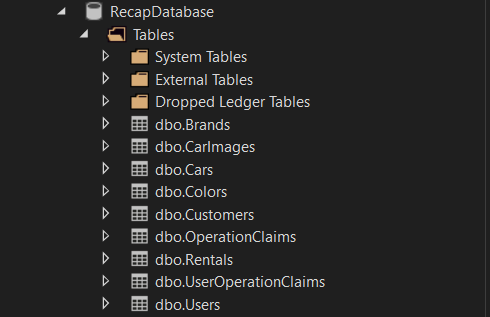 RecapDatabase
Tables
System Tables
External Tables
Dropped Ledger Tables
dbo.Brands
dbo.CarImages
dbo.Cars
dbo.Colors
dbo.Customers
dbo.OperationClaims
dbo.Rentals
dbo.UserOperationClaims
dbo.Users